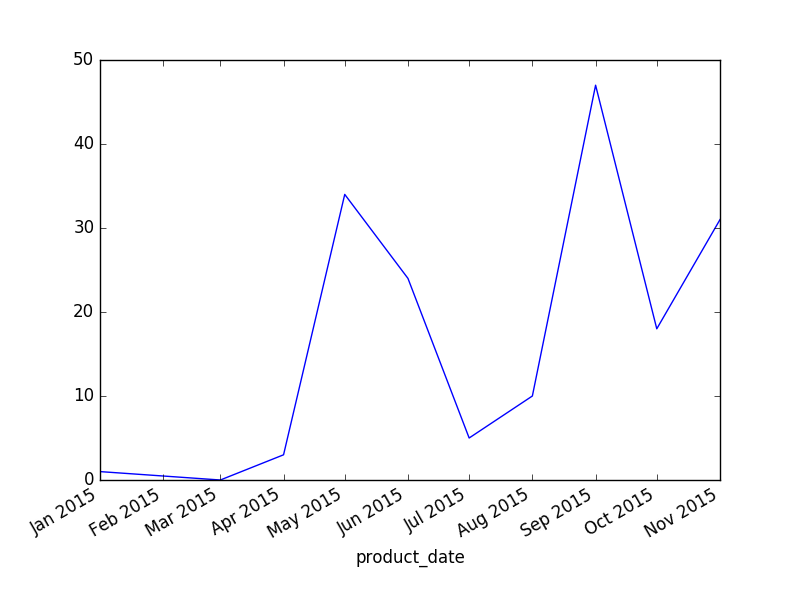 50
40
30
20
10
0
Jan 2015
Feb 2015
Mar 2015
Apr 2015
May 2015
Jun 2015
Jul 2015
Aug 2015
Sep 2015
Oct 2015
Nov 2015
product_date